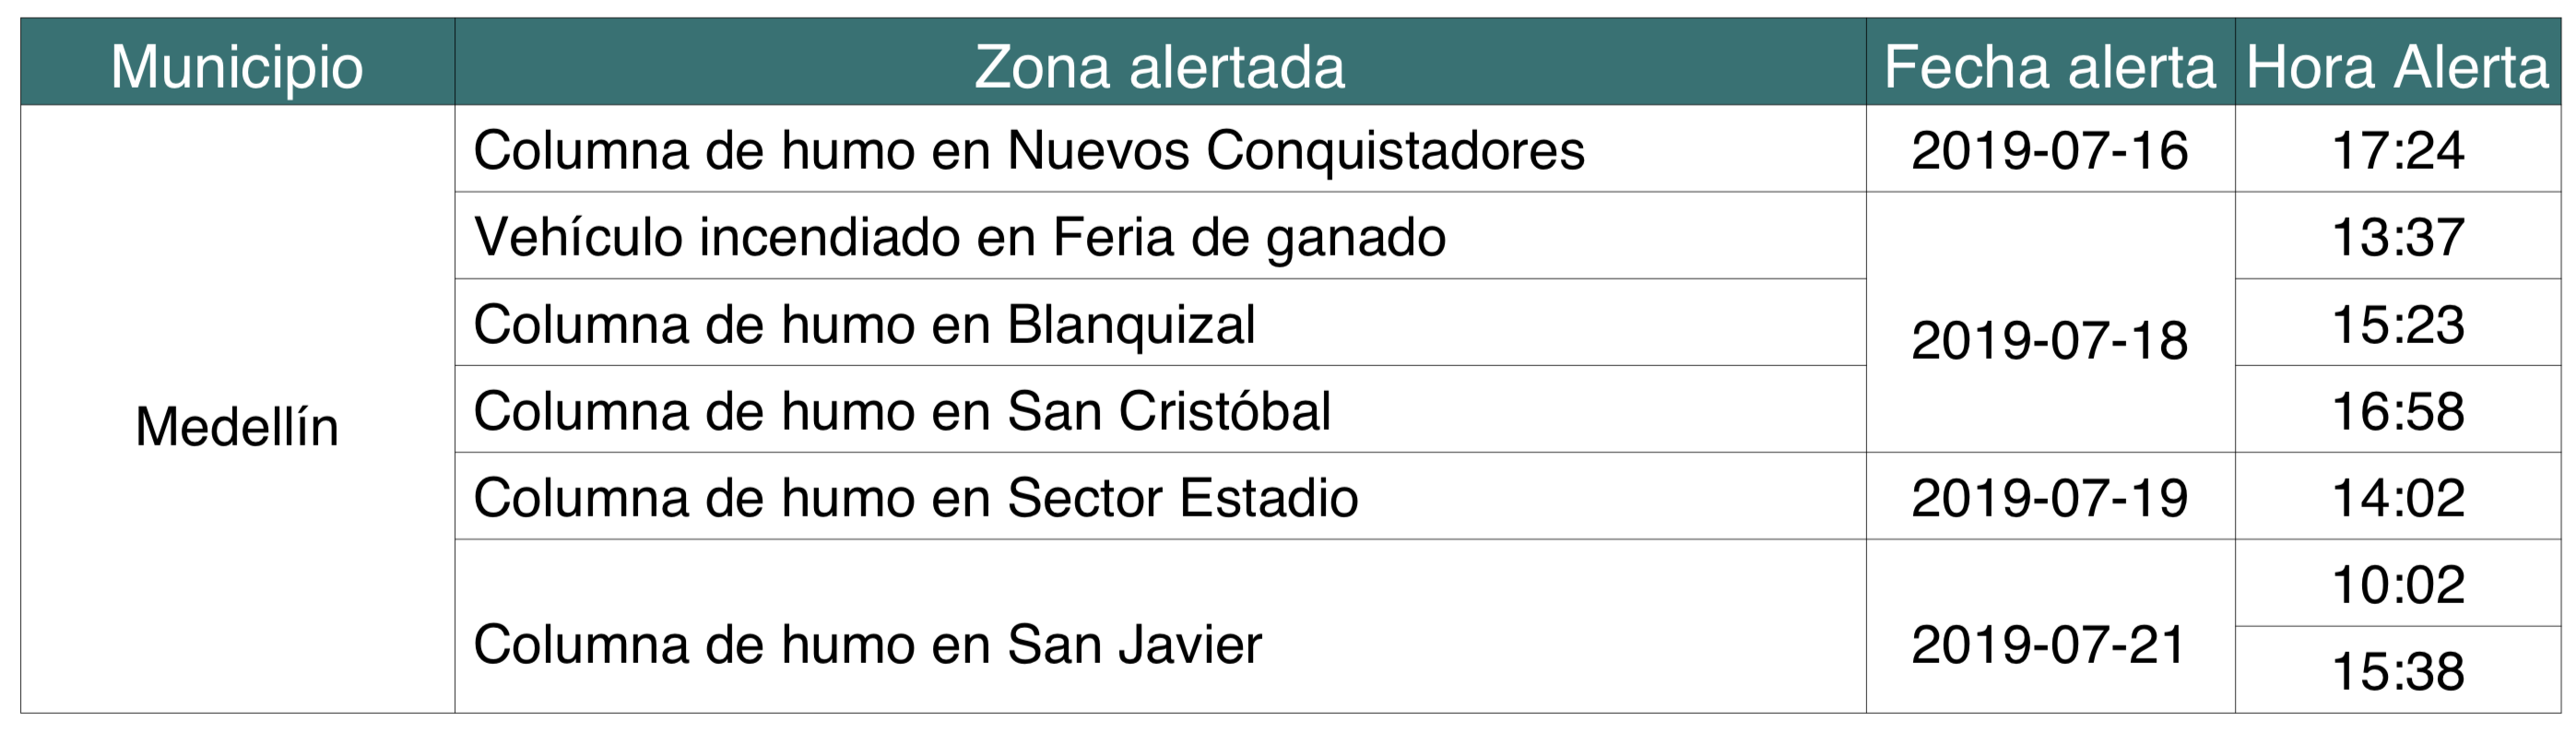 Municipio Zona alertada Fecha alerta Hora Alerta
Columna de humo en Nuevos Conquistadores 2019-07-16 17:24
Vehículo incendiado en Feria de ganado 13:37
Columna de humo en Blanquizal 2019-07-18 15:23
Medellín Columna de humo en San Cristóbal 16:58
Columna de humo en Sector Estadio 2019-07-19 14:02
10:02
Columna de humo en San Javier 2019-07-21
15:38